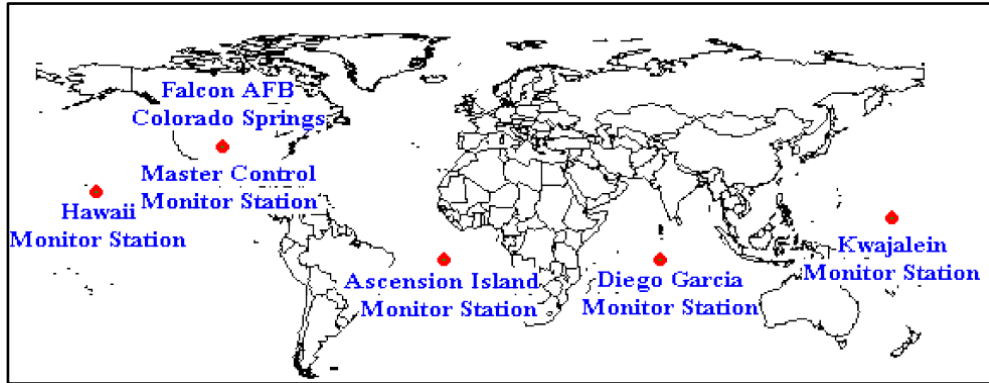 Falcon AFB
Colorado Springs
Master Control
Monitor Station
Hawaii
Monitor Station
Ascension Island
Monitor Station
Diego Garcia
Monitor Station
Kwajalein
Monitor Station